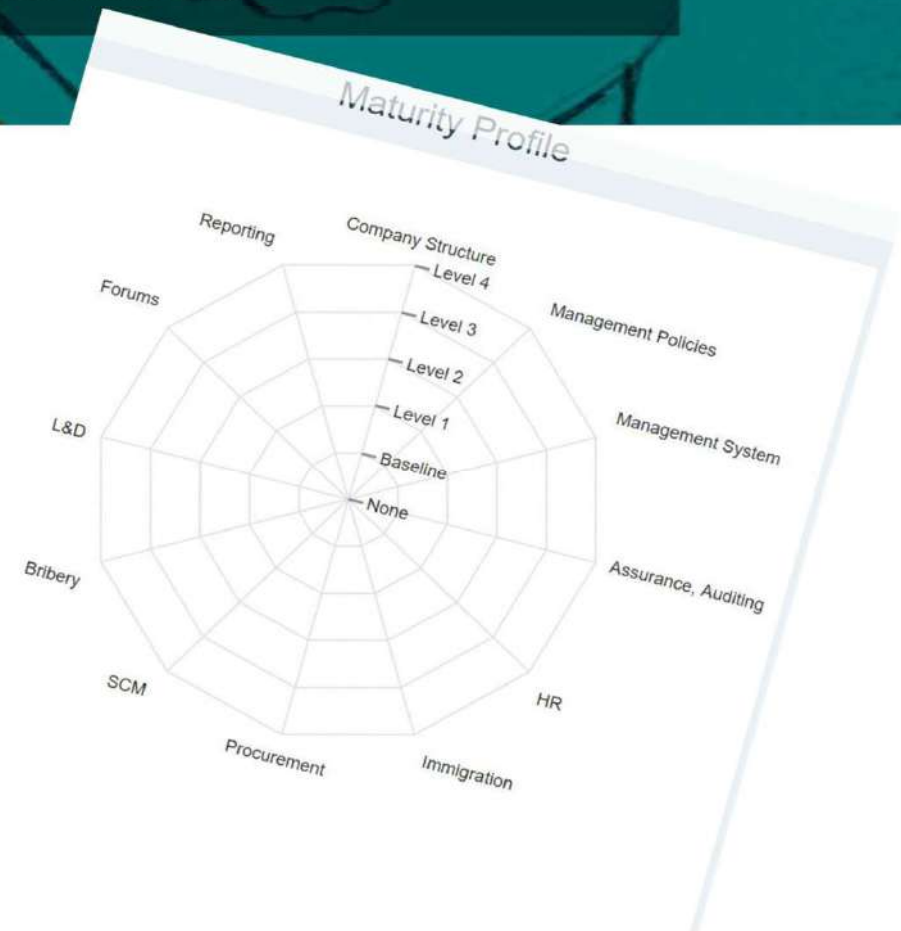 Maturity Profile
Reporting
Company Structure
Level 4
Forums
Management Policies
Level 3
Level 2
L&D
Level 1
Management System
Baseline
None
Bribery
Assurance, Auditing
SCM
HR
Procurement
Immigration